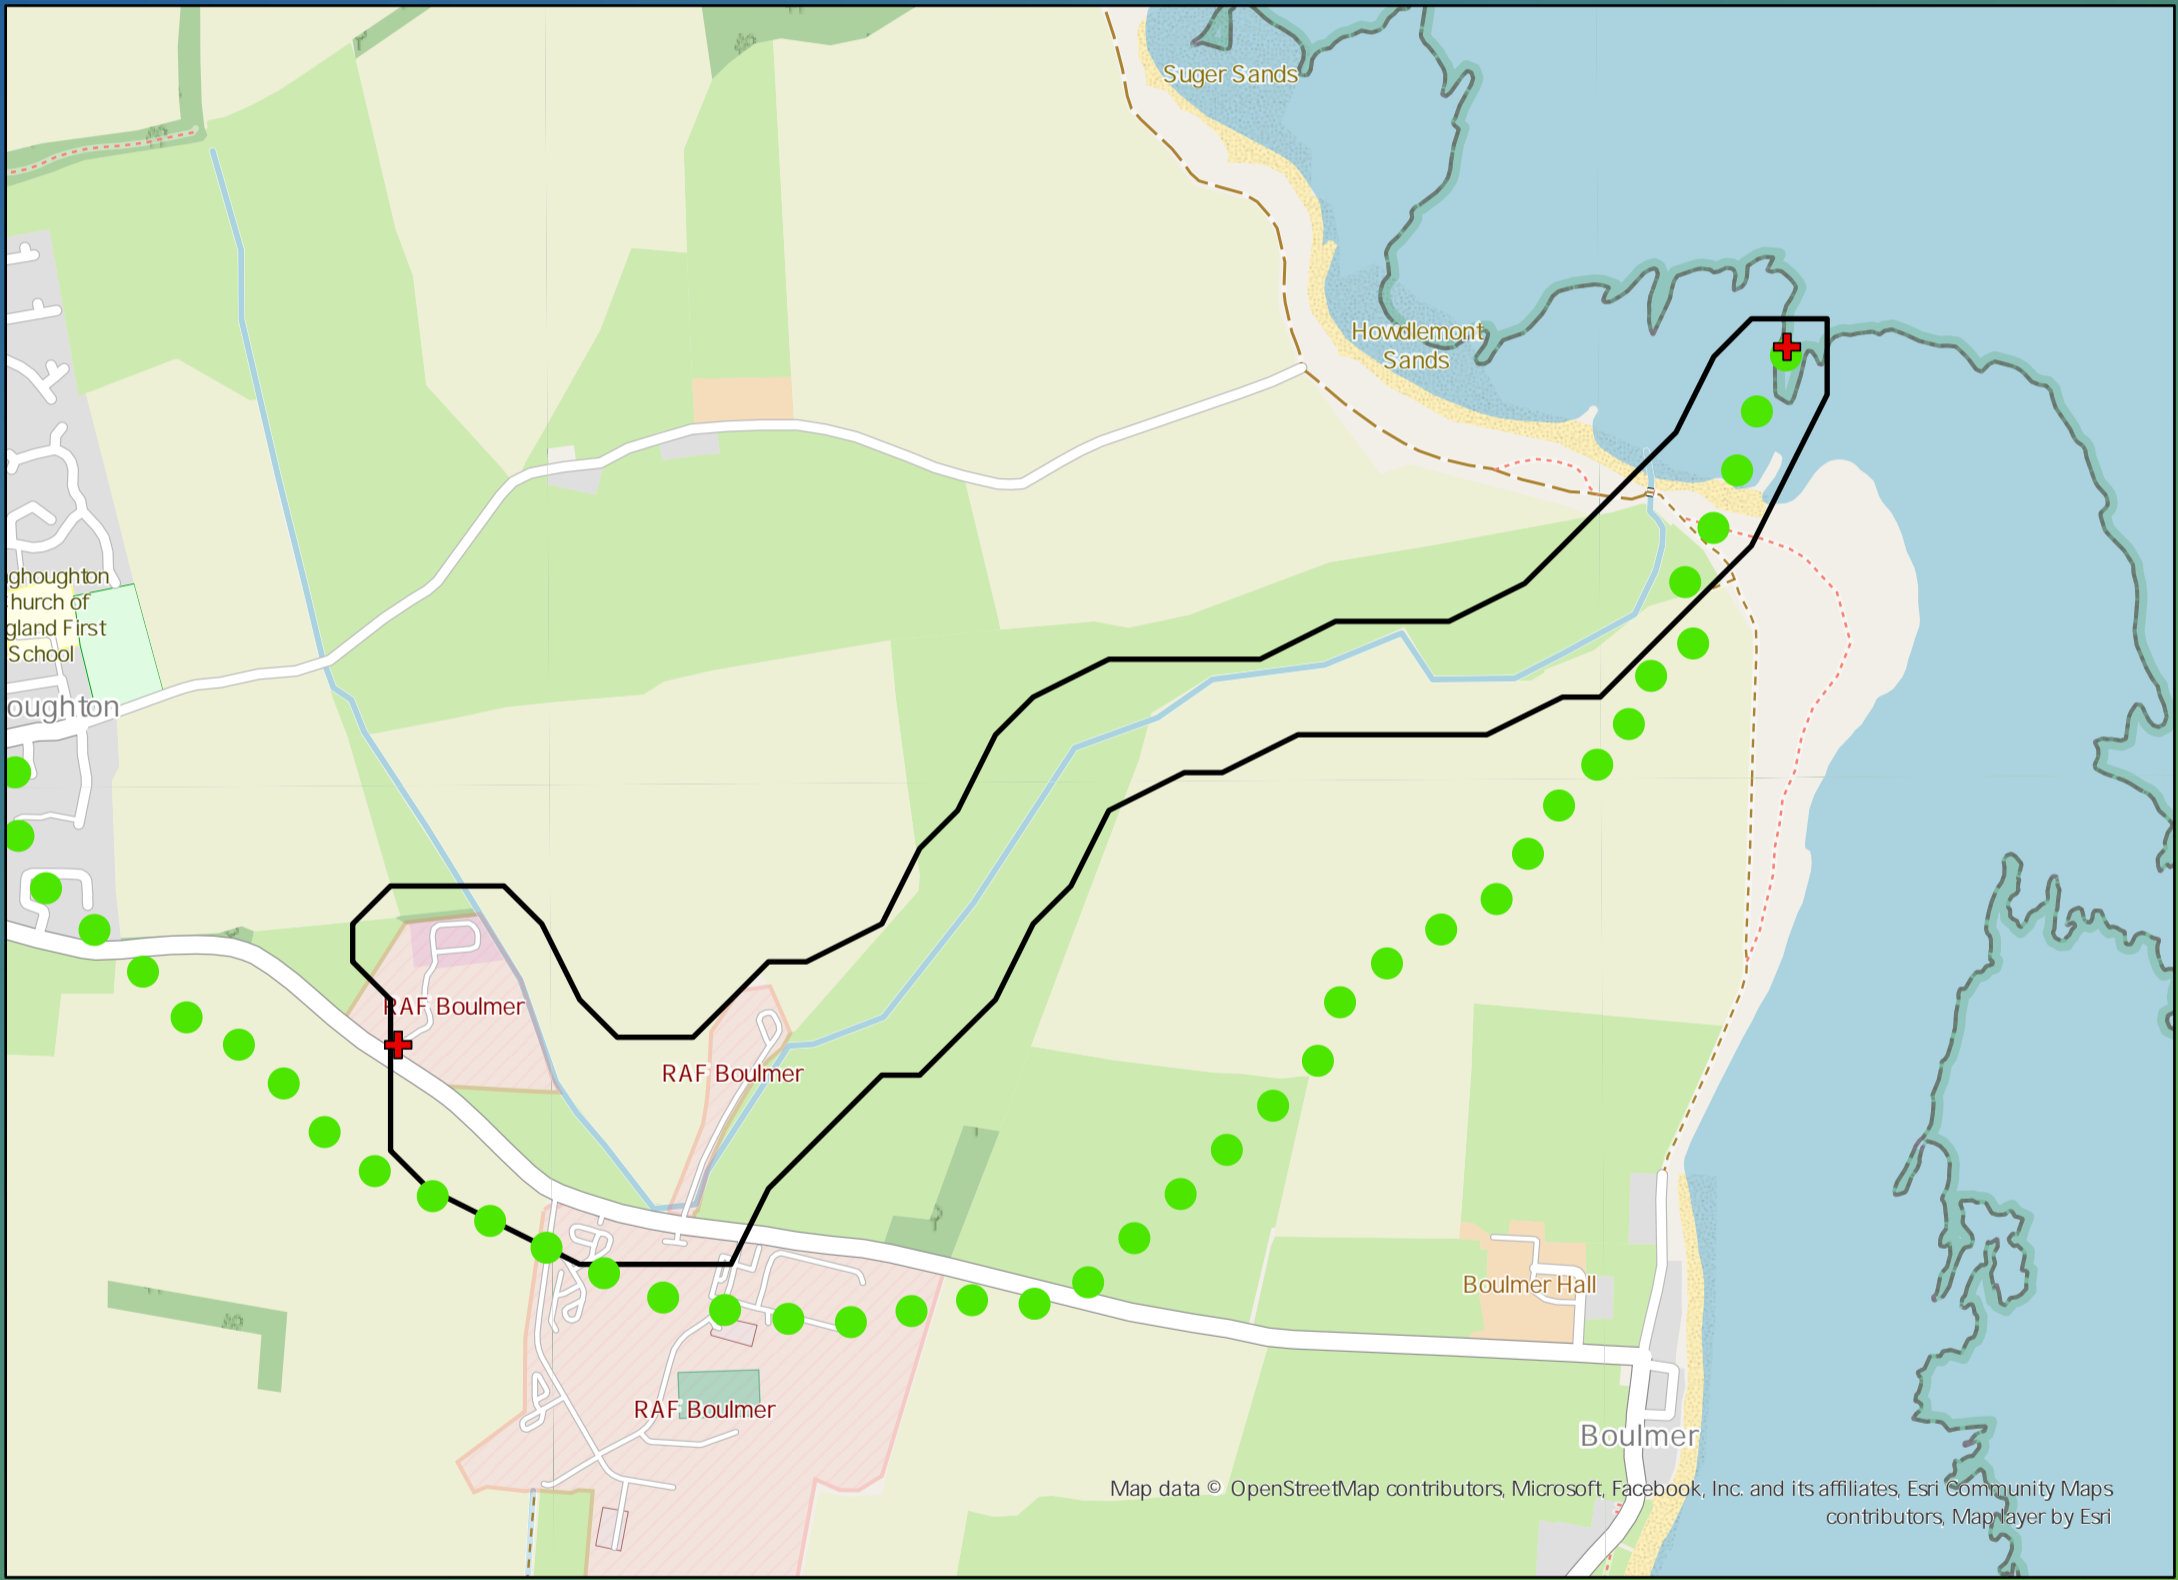 Suger Sands
Howdlemont
Sands
ghoughton
hurch of
gland First
School
oughton
RAF Boulmer
RAF Boulmer
Boulmer Hall
RAF Boulmer
Boulmer
Map data © OpenStreetMap contributors, Microsoft, Facebook, Inc. and its affiliates, Esri Community Maps
contributors, Map layer by Esri